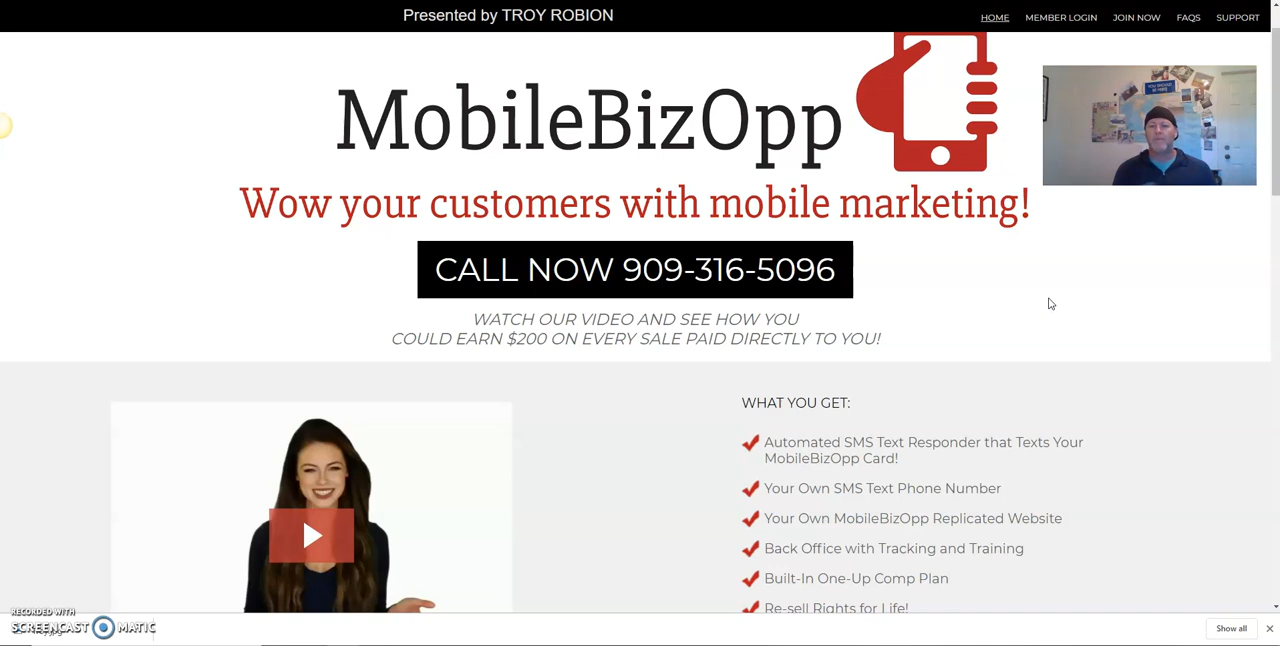 Presented by TROY ROBION
HOME MEMBER LOGIN JOIN NOW FAQS SUPPORT
MobileBizOpp
Wow your customers with mobile marketing!
CALL NOW 909-316-5096
WATCH OUR VIDEO AND SEE HOW YOU
COULD EARN $200 ON EVERY SALE PAID DIRECTLY TO YOU!
WHAT YOU GET:
Automated SMS Text Responder that Texts Your
MobileBizOpp Card!
Your Own SMS Text Phone Number
Your Own MobileBizOpp Replicated Website
Back Office with Tracking and Training
Built-In One-Up Comp Plan
Re-sell Rights for Life!
RECORDED WITH
SCREENCAST MATIC
Show all